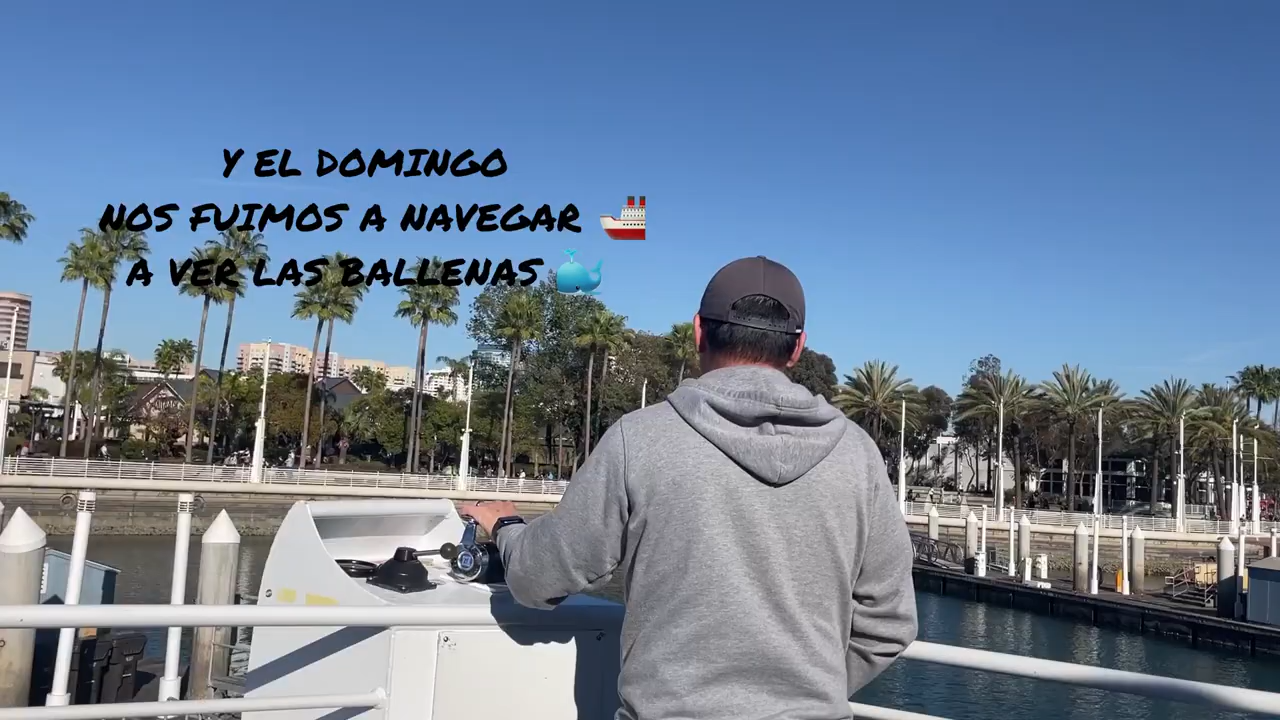 Y EL DOMINGO
NOS FUIMOS A NAVEGAR 🚢
A VER LAS BALLENAS 🐳